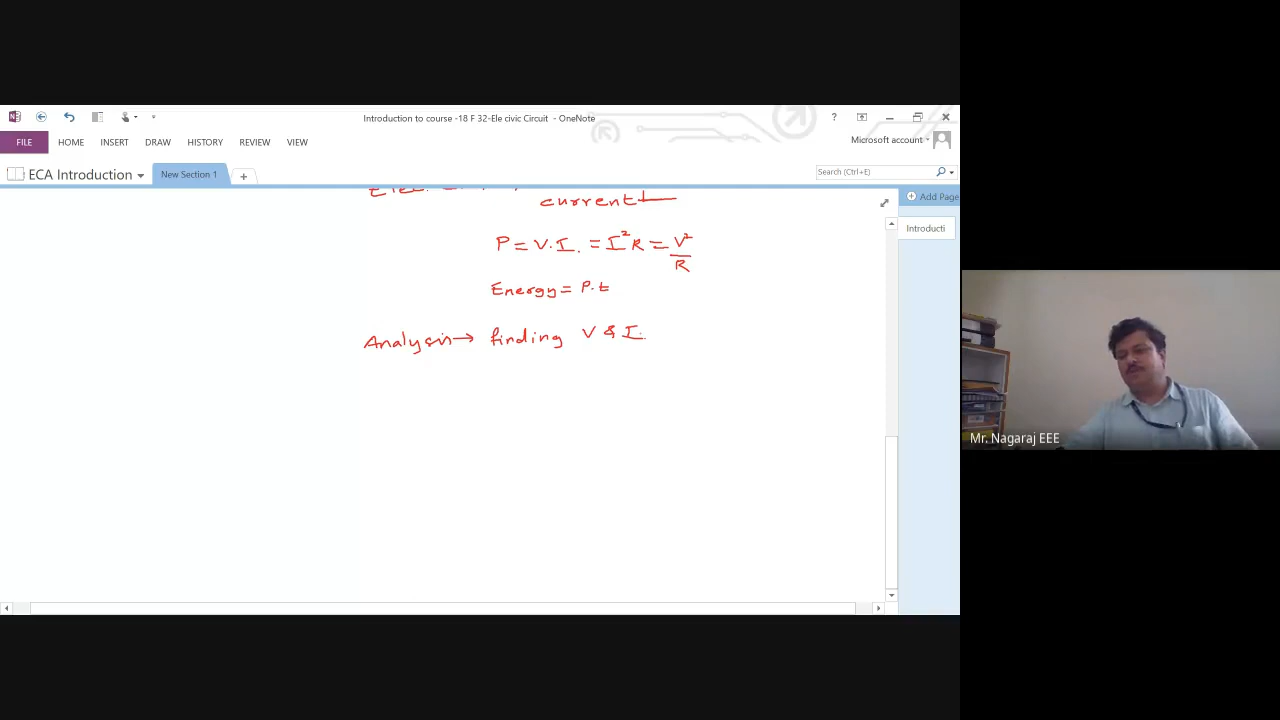 Introduction to course -18 F 32-Ele civic Circuit - OneNote
?
FILE HOME INSERT DRAW HISTORY REVIEW VIEW
Microsoft account
ECA Introduction
New Section 1
+
Search (Ctrl+E)
Add Page
Introducti
current
P = V.I. = I²R = V²/R
Energy = P.t
Analysis → finding V & I.
Mr. Nagaraj EEE